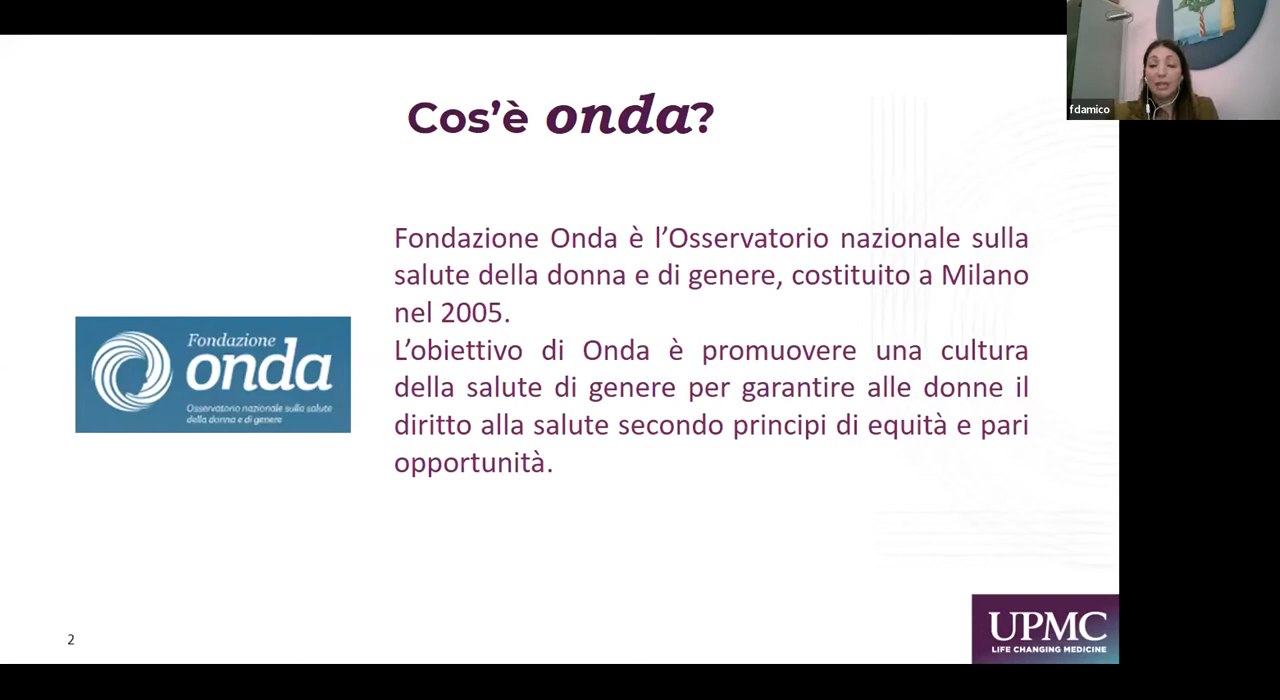 Cos’è onda?
fdamico
Fondazione Onda è l’Osservatorio nazionale sulla
salute della donna e di genere, costituito a Milano
nel 2005.
L’obiettivo di Onda è promuovere una cultura
della salute di genere per garantire alle donne il
diritto alla salute secondo principi di equità e pari
opportunità.
Fondazione
onda
Osservatorio nazionale sulla salute
della donna e di genere
2
UPMC
LIFE CHANGING MEDICINE